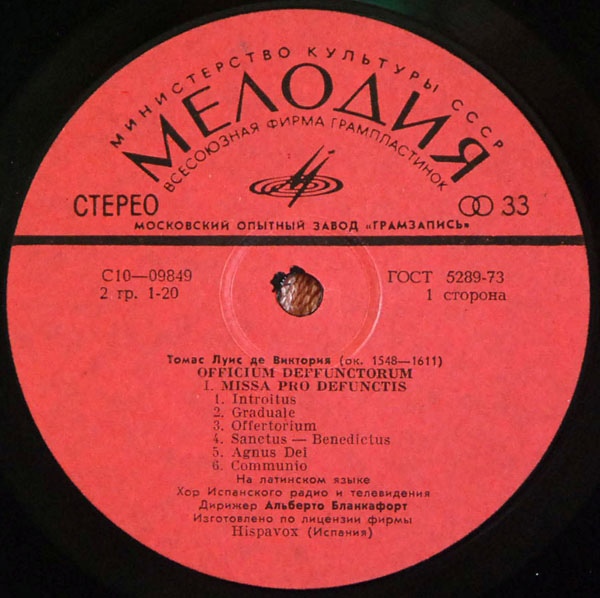 МИНИСТЕРСТВО КУЛЬТУРЫ СССР
МЕЛОДИЯ
ВСЕСОЮЗНАЯ ФИРМА ГРАМПЛАСТИНОК
СТЕРЕО 33
МОСКОВСКИЙ ОПЫТНЫЙ ЗАВОД «ГРАМЗАПИСЬ»
С10—09849 ГОСТ 5289-73
2 гр. 1-20 1 сторона
Томас Луис де Виктория (ок. 1548—1611)
OFFICIUM DEFFUNCTORUM
1. MISSA PRO DEFUNCTIS
1. Introitus
2. Graduale
3. Offertorium
4. Sanctus — Benedictus
5. Agnus Dei
6. Communio
На латинском языке
Хор Испанского радио и телевидения
Дирижер Альберто Бланкафорт
Изготовлено по лицензии фирмы
Hispavox (Испания)